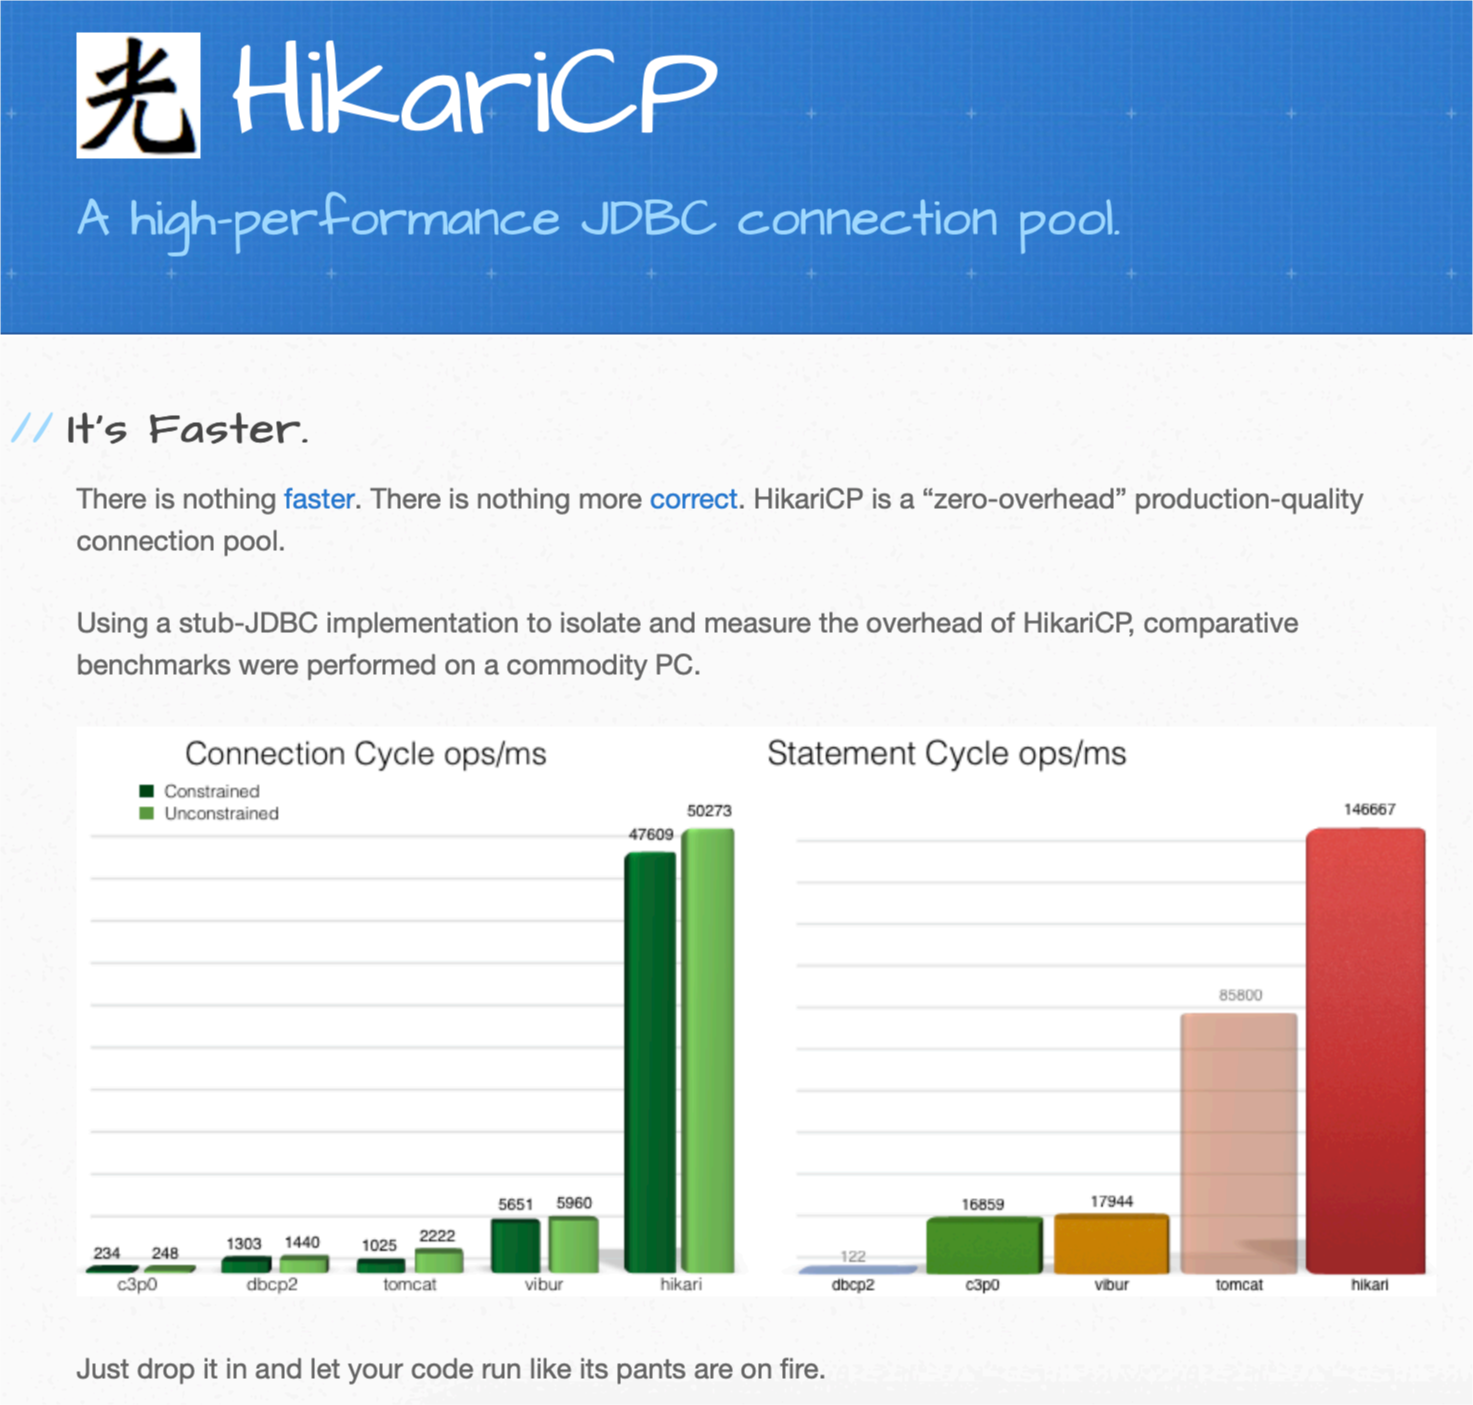 光 HikariCP
A high-performance JDBC connection pool.
// It's Faster.
There is nothing faster. There is nothing more correct. HikariCP is a “zero-overhead” production-quality
connection pool.
Using a stub-JDBC implementation to isolate and measure the overhead of HikariCP, comparative
benchmarks were performed on a commodity PC.
Connection Cycle ops/ms
Constrained
Unconstrained
234 248 1303 1440 1025 2222 5651 5960 47609 50273
c3p0 dbcp2 tomcat vibur hikari
Statement Cycle ops/ms
122 16859 17944 85800 146667
dbcp2 c3p0 vibur tomcat hikari
Just drop it in and let your code run like its pants are on fire.